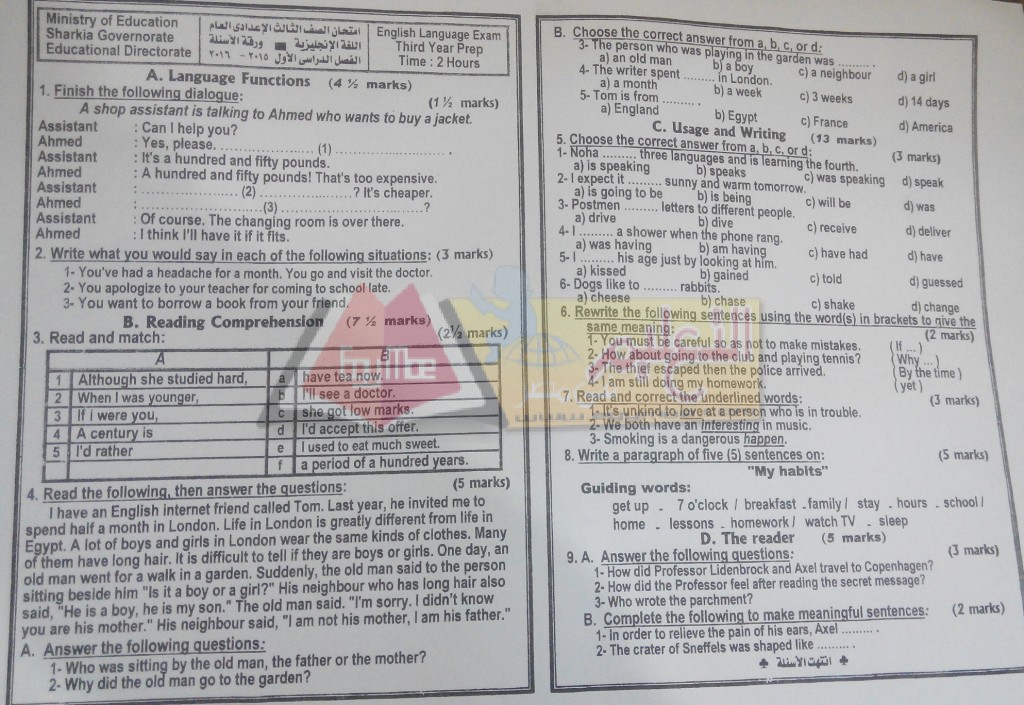 Ministry of Education
Sharkia Governorate
Educational Directorate
امتحان الصف الثالث الإعدادى العام
اللغة الإنجليزية ورقة الأسئلة
الفصل الدراسى الأول ٢٠١٥ - ٢٠١٦
English Language Exam
Third Year Prep
Time : 2 Hours
A. Language Functions (4 ½ marks)
1. Finish the following dialogue: (1 ½ marks)
A shop assistant is talking to Ahmed who wants to buy a jacket.
Assistant : Can I help you?
Ahmed : Yes, please. ..................... (1) ......................... .
Assistant : It's a hundred and fifty pounds.
Ahmed : A hundred and fifty pounds! That's too expensive.
Assistant : ..................... (2) .....................? It's cheaper.
Ahmed : .........................(3) .............................?
Assistant : Of course. The changing room is over there.
Ahmed : I think I'll have it if it fits.
2. Write what you would say in each of the following situations: (3 marks)
1- You've had a headache for a month. You go and visit the doctor.
2- You apologize to your teacher for coming to school late.
3- You want to borrow a book from your friend.
B. Reading Comprehension (7 ½ marks)
3. Read and match: (2½ marks)
A B
1 Although she studied hard, a have tea now.
2 When I was younger, b I'll see a doctor.
3 If i were you, c she got low marks.
4 A century is d I'd accept this offer.
5 I'd rather e I used to eat much sweet.
f a period of a hundred years.
4. Read the following, then answer the questions: (5 marks)
I have an English internet friend called Tom. Last year, he invited me to
spend half a month in London. Life in London is greatly different from life in
Egypt. A lot of boys and girls in London wear the same kinds of clothes. Many
of them have long hair. It is difficult to tell if they are boys or girls. One day, an
old man went for a walk in a garden. Suddenly, the old man said to the person
sitting beside him "Is it a boy or a girl?" His neighbour who has long hair also
said, "He is a boy, he is my son." The old man said. "I'm sorry. I didn't know
you are his mother." His neighbour said, "I am not his mother, I am his father."
A. Answer the following questions:
1- Who was sitting by the old man, the father or the mother?
2- Why did the old man go to the garden?
B. Choose the correct answer from a, b, c, or d:
3- The person who was playing in the garden was ......... .
a) an old man b) a boy c) a neighbour d) a girl
4- The writer spent ......... in London.
a) a month b) a week c) 3 weeks d) 14 days
5- Tom is from ......... .
a) England b) Egypt c) France d) America
C. Usage and Writing (13 marks)
5. Choose the correct answer from a, b, c, or d: (3 marks)
1- Noha ......... three languages and is learning the fourth.
a) is speaking b) speaks c) was speaking d) speak
2- I expect it ......... sunny and warm tomorrow.
a) is going to be b) is being c) will be d) was
3- Postmen ......... letters to different people.
a) drive b) dive c) receive d) deliver
4- I ......... a shower when the phone rang.
a) was having b) am having c) have had d) have
5- I ......... his age just by looking at him.
a) kissed b) gained c) told d) guessed
6- Dogs like to ......... rabbits.
a) cheese b) chase c) shake d) change
6. Rewrite the following sentences using the word(s) in brackets to give the
same meaning: (2 marks)
1- You must be careful so as not to make mistakes. ( If ... )
2- How about going to the club and playing tennis? ( Why ... )
3- The thief escaped then the police arrived. ( By the time )
4- I am still doing my homework. ( yet )
7. Read and correct the underlined words: (3 marks)
1- It's unkind to love at a person who is in trouble.
2- We both have an interesting in music.
3- Smoking is a dangerous happen.
8. Write a paragraph of five (5) sentences on: (5 marks)
"My habits"
Guiding words:
get up - 7 o'clock / breakfast - family / stay - hours - school /
home - lessons - homework / watch TV - sleep
D. The reader (5 marks)
9. A. Answer the following questions: (3 marks)
1- How did Professor Lidenbrock and Axel travel to Copenhagen?
2- How did the Professor feel after reading the secret message?
3- Who wrote the parchment?
B. Complete the following to make meaningful sentences: (2 marks)
1- In order to relieve the pain of his ears, Axel ......... .
2- The crater of Sneffels was shaped like ......... .
♣ انتهت الأسئلة ♣